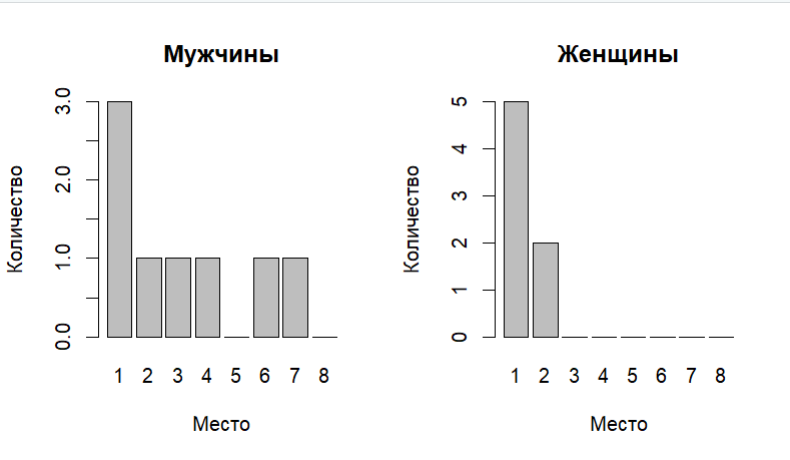 Мужчины
Количество
3.0
2.0
1.0
0.0
1 2 3 4 5 6 7 8
Место
Женщины
Количество
5
4
3
2
1
0
1 2 3 4 5 6 7 8
Место